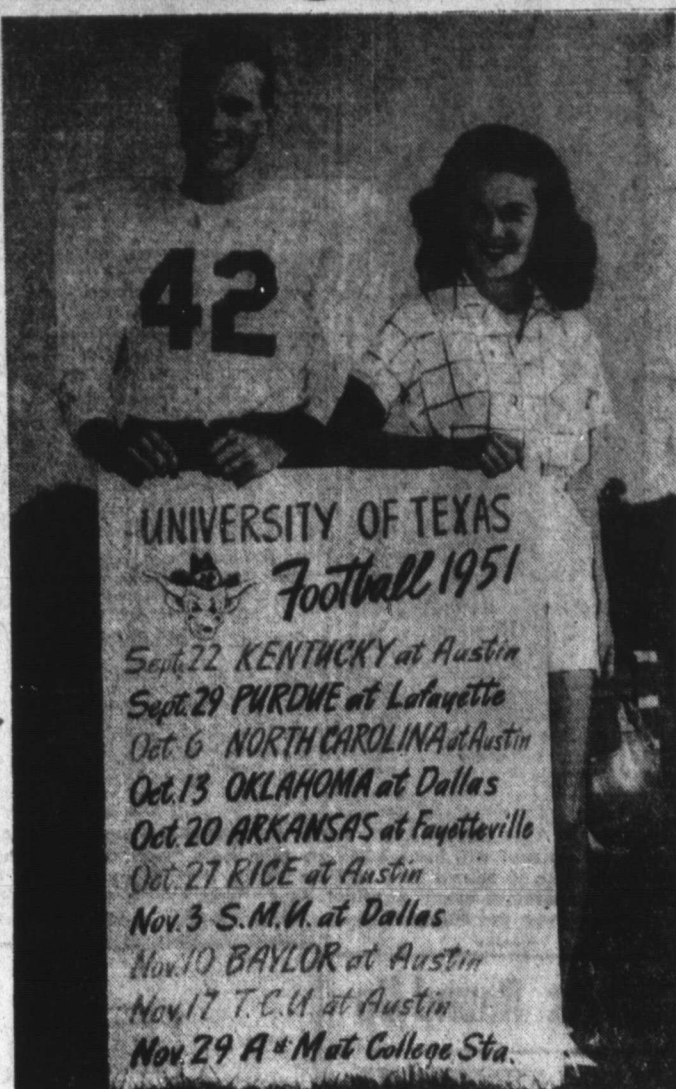 42
UNIVERSITY OF TEXAS
Football 1951
Sept. 22 KENTUCKY at Austin
Sept. 29 PURDUE at Lafayette
Oct. 6 NORTH CAROLINA at Austin
Oct. 13 OKLAHOMA at Dallas
Oct. 20 ARKANSAS at Fayetteville
Oct. 27 RICE at Austin
Nov. 3 S.M.U. at Dallas
Nov. 10 BAYLOR at Austin
Nov. 17 T.C.U. at Austin
Nov. 29 A & M at College Sta.